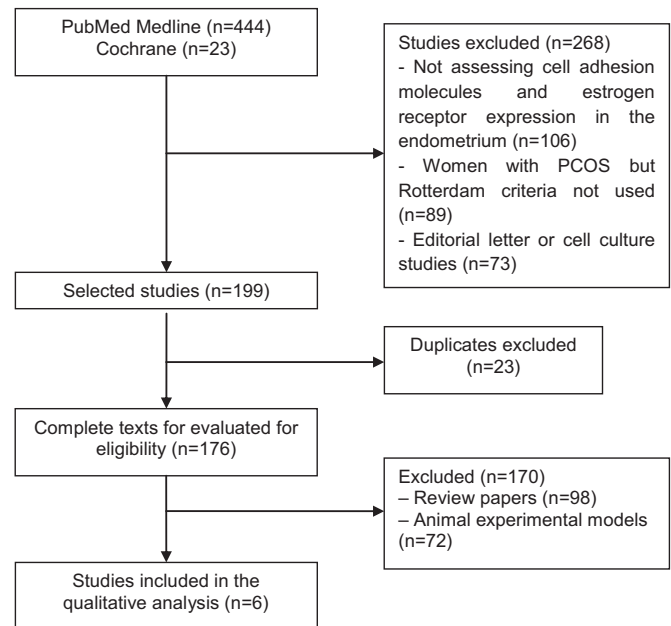 PubMed Medline (n=444)
Cochrane (n=23)
Studies excluded (n=268)
- Not assessing cell adhesion
molecules and estrogen
receptor expression in the
endometrium (n=106)
- Women with PCOS but
Rotterdam criteria not used
(n=89)
- Editorial letter or cell culture
studies (n=73)
Selected studies (n=199)
Duplicates excluded
(n=23)
Complete texts for evaluated for
eligibility (n=176)
Excluded (n=170)
– Review papers (n=98)
– Animal experimental models
(n=72)
Studies included in the
qualitative analysis (n=6)